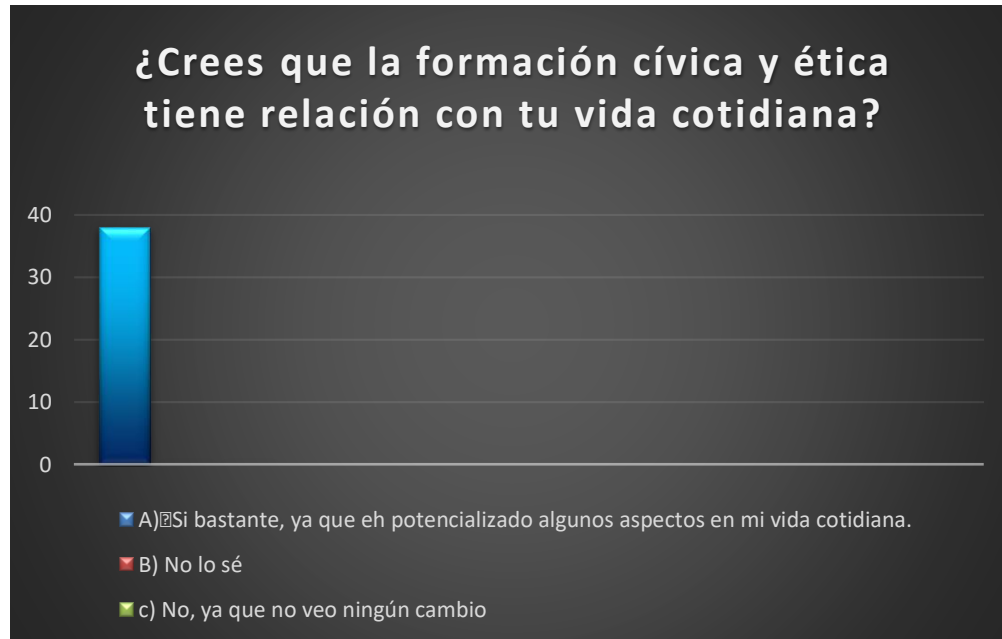 ¿Crees que la formación cívica y ética
tiene relación con tu vida cotidiana?
40
30
20
10
0
A)�Si bastante, ya que eh potencializado algunos aspectos en mi vida cotidiana.
B) No lo sé
c) No, ya que no veo ningún cambio